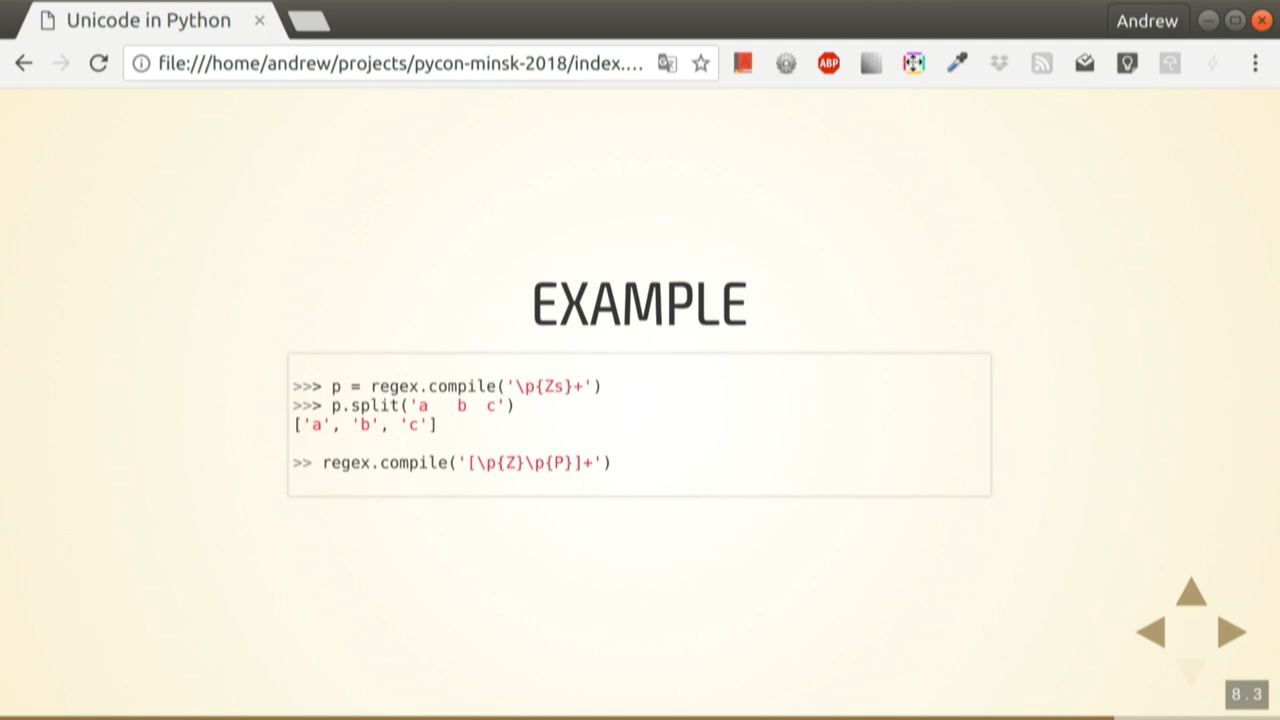 Unicode in Python
Andrew
file:///home/andrew/projects/pycon-minsk-2018/index....
ABP
EXAMPLE
>>> p = regex.compile('\p{Zs}+')
>>> p.split('a   b  c')
['a', 'b', 'c']
>> regex.compile('[\p{Z}\p{P}]+')
8.3